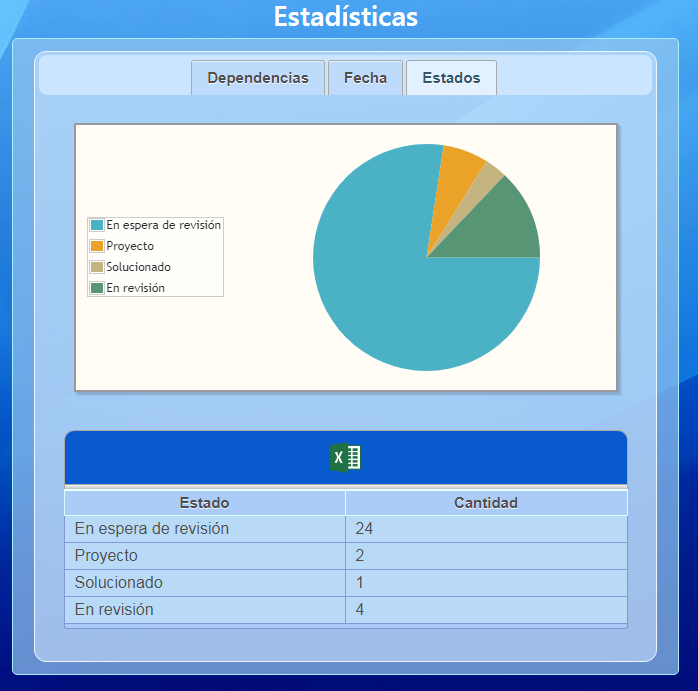 Estadísticas
Dependencias Fecha Estados
En espera de revisión
Proyecto
Solucionado
En revisión
X
Estado Cantidad
En espera de revisión 24
Proyecto 2
Solucionado 1
En revisión 4